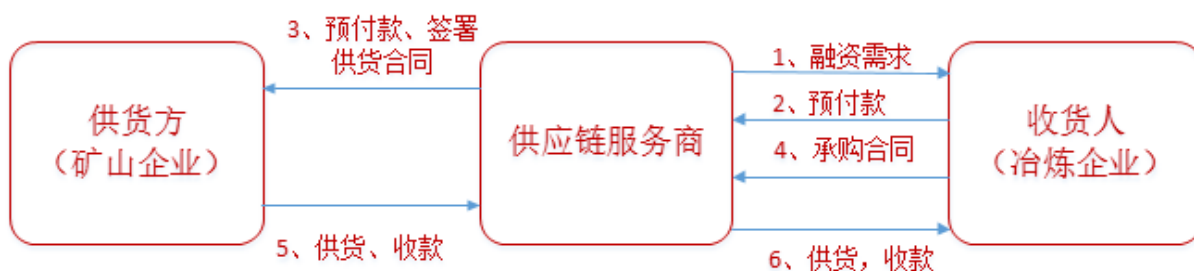 3、预付款、签署
供货合同
1、融资需求
供货方
（矿山企业）
供应链服务商
2、预付款
收货人
（冶炼企业）
4、承购合同
5、供货、收款
6、供货，收款